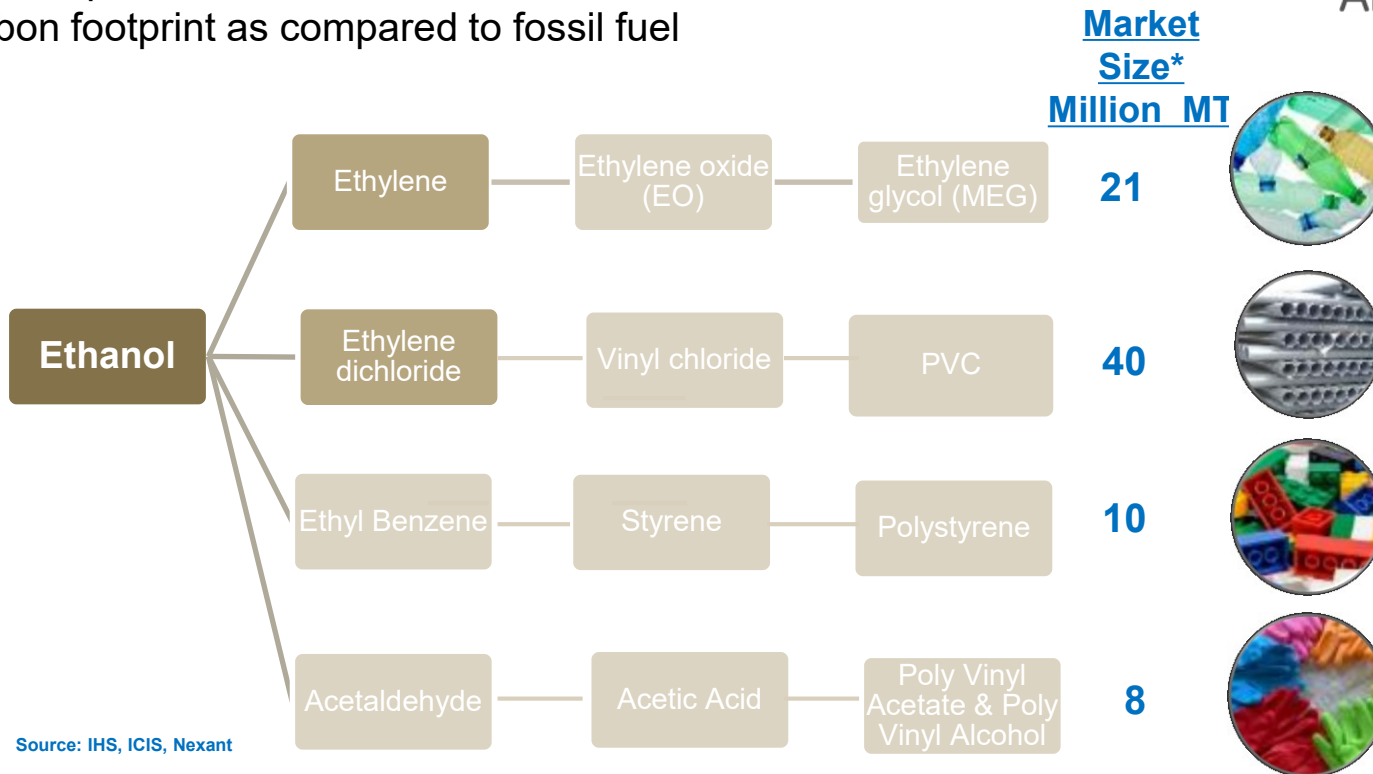 bon footprint as compared to fossil fuel
Market
Size*
Million MT
Ethylene
Ethylene oxide
(EO)
Ethylene
glycol (MEG)
21
Ethanol
Ethylene
dichloride
Vinyl chloride
PVC
40
Ethyl Benzene
Styrene
Polystyrene
10
Acetaldehyde
Acetic Acid
Poly Vinyl
Acetate & Poly
Vinyl Alcohol
8
Source: IHS, ICIS, Nexant